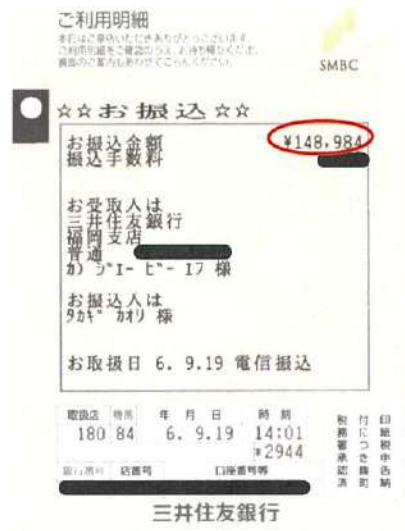 ご利用明細
本日はご来店いただきありがとうございます。
ご利用明細をご確認のうえ、お持ち帰りください。
裏面のご案内もあわせてごらんください。
SMBC
☆☆お振込☆☆
お振込金額 ¥148,984
振込手数料
お受取人は
三井住友銀行
福岡支店
普通
カ) ジエー ビー エフ 様
お振込人は
タカギ カオリ 様
お取扱日 6. 9.19 電信振込
取扱店 機番 年 月 日 時 刻
180 84 6. 9.19 14:01
*2944
銀行番号 店番号 口座番号等
印紙税申告納
付につき麹町
税務署承認済
三井住友銀行